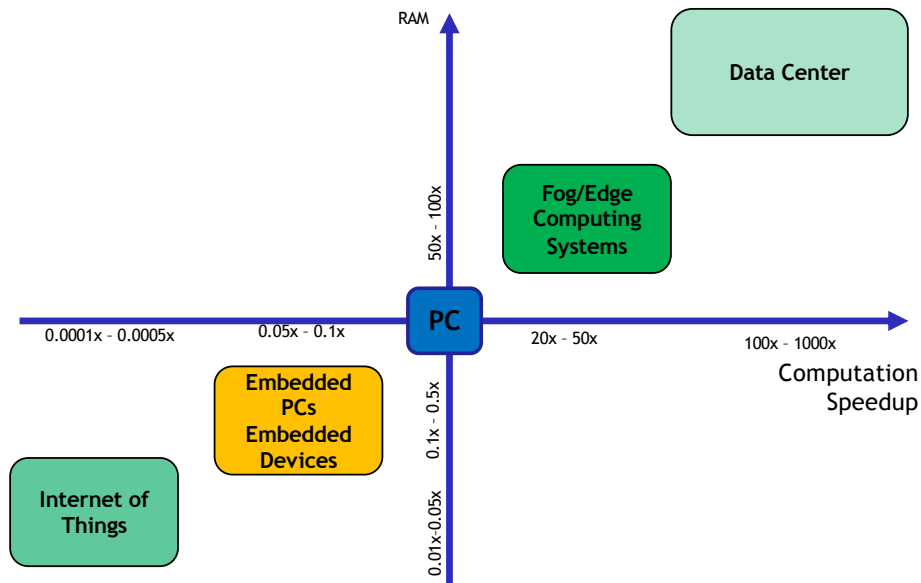 RAM
Data Center
50x – 100x
Fog/Edge
Computing
Systems
PC
0.0001x – 0.0005x
0.05x – 0.1x
20x – 50x
100x – 1000x
Computation
Speedup
Embedded
PCs
Embedded
Devices
0.1x – 0.5x
Internet of
Things
0.01x-0.05x